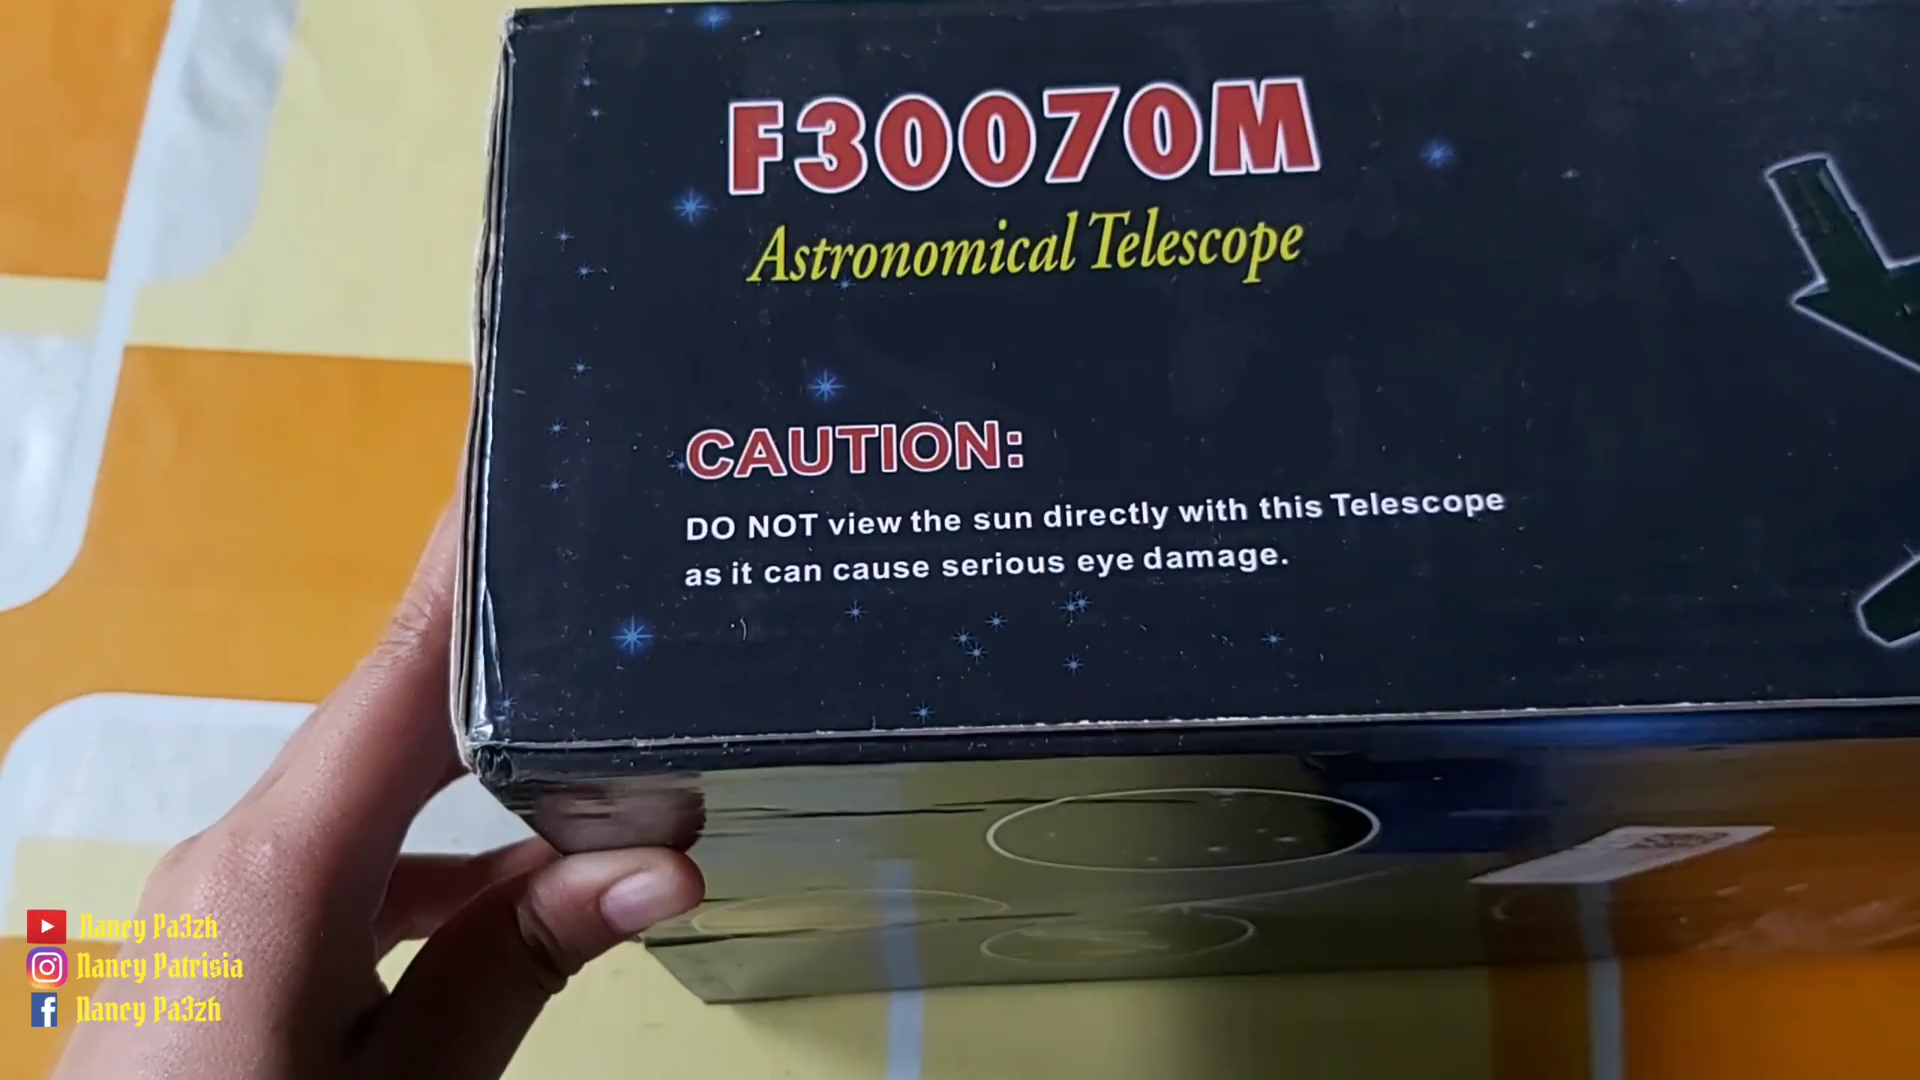 F30070M
Astronomical Telescope
CAUTION:
DO NOT view the sun directly with this Telescope
as it can cause serious eye damage.
Nancy Pa3zh
Nancy Patrisia
Nancy Pa3zh